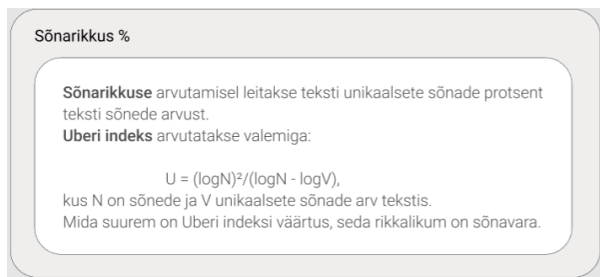 Sõnarikkus %
Sõnarikkuse arvutamisel leitakse teksti unikaalsete sõnade protsent
teksti sõnede arvust.
Uberi indeks arvutatakse valemiga:
U = (logN)²/(logN - logV),
kus N on sõnede ja V unikaalsete sõnade arv tekstis.
Mida suurem on Uberi indeksi väärtus, seda rikkalikum on sõnavara.